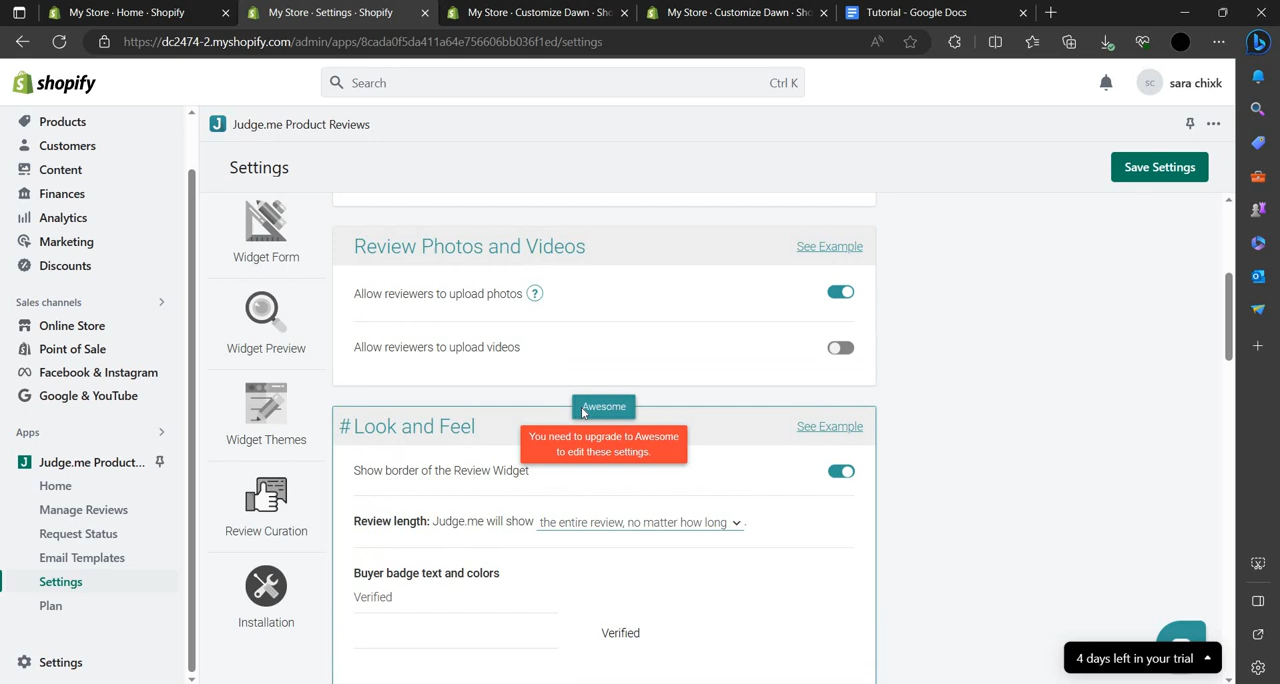 My Store · Home · Shopify
My Store · Settings · Shopify
My Store · Customize Dawn · Sho
My Store · Customize Dawn · Sho
Tutorial - Google Docs
https://dc2474-2.myshopify.com/admin/apps/8cada0f5da411a64e756606bb036f1ed/settings
shopify
Search
Ctrl K
sc
sara chixk
Products
Customers
Content
Finances
Analytics
Marketing
Discounts
Sales channels
Online Store
Point of Sale
Facebook & Instagram
Google & YouTube
Apps
Judge.me Product...
Home
Manage Reviews
Request Status
Email Templates
Settings
Plan
Settings
J
Judge.me Product Reviews
Settings
Save Settings
Widget Form
Widget Preview
Widget Themes
Review Curation
Installation
Review Photos and Videos
See Example
Allow reviewers to upload photos ?
Allow reviewers to upload videos
Awesome
# Look and Feel
See Example
You need to upgrade to Awesome
to edit these settings.
Show border of the Review Widget
Review length: Judge.me will show the entire review, no matter how long .
Buyer badge text and colors
Verified
Verified
4 days left in your trial